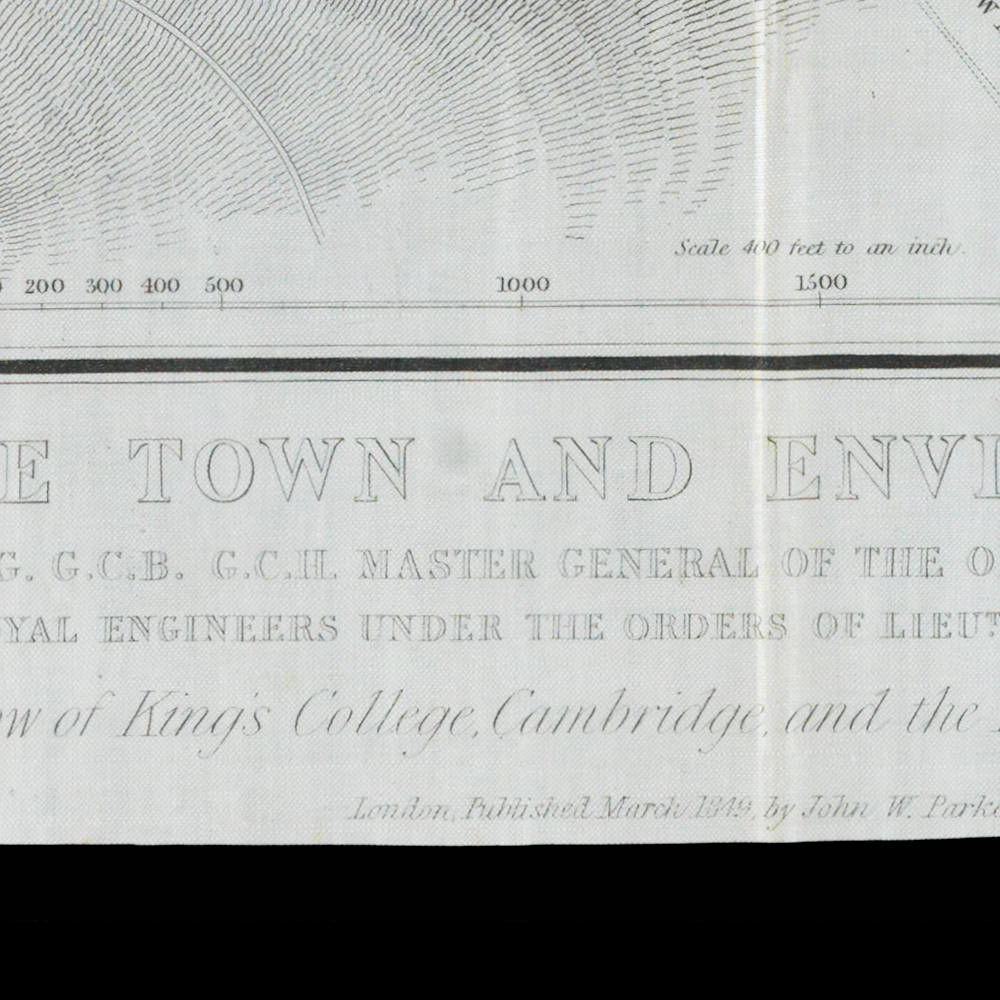 Scale 400 feet to an inch.
200 300 400 500 1000 1500
E TOWN AND ENVI
G. G.C.B. G.C.H. MASTER GENERAL OF THE O
OYAL ENGINEERS UNDER THE ORDERS OF LIEUT
ow of King's College, Cambridge, and the
London, Published March 1849, by John W. Parke